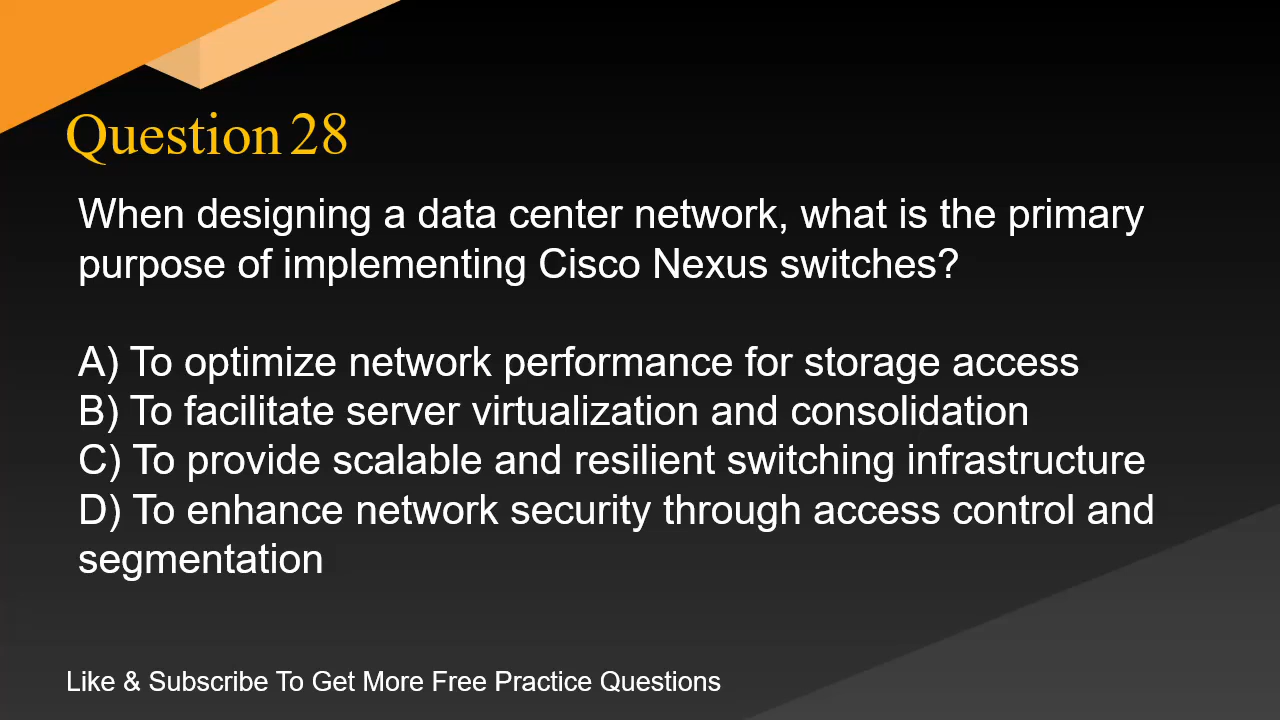 Question 28
When designing a data center network, what is the primary
purpose of implementing Cisco Nexus switches?
A) To optimize network performance for storage access
B) To facilitate server virtualization and consolidation
C) To provide scalable and resilient switching infrastructure
D) To enhance network security through access control and
segmentation
Like & Subscribe To Get More Free Practice Questions